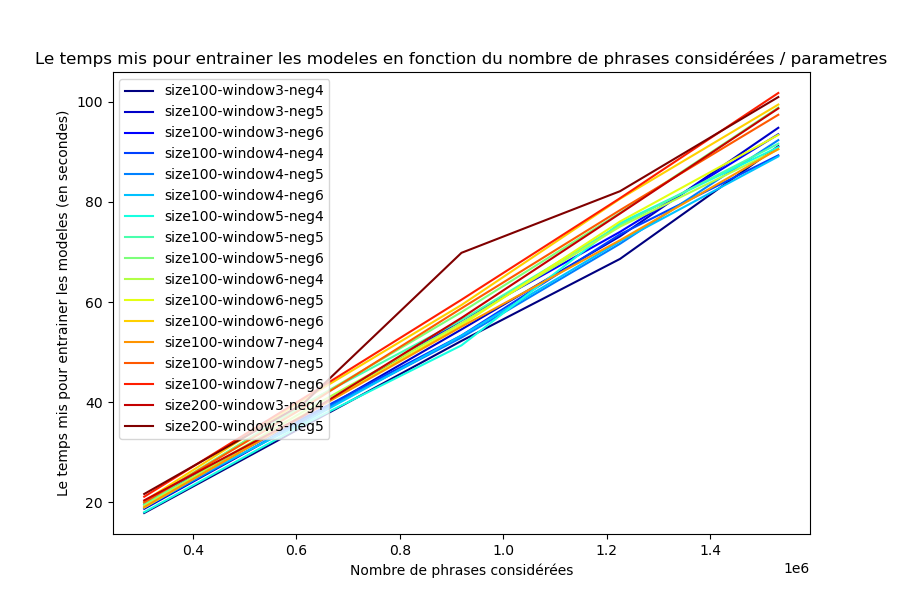 Le temps mis pour entrainer les modeles en fonction du nombre de phrases considérées / parametres
Le temps mis pour entrainer les modeles (en secondes)
100
80
60
40
20
size100-window3-neg4
size100-window3-neg5
size100-window3-neg6
size100-window4-neg4
size100-window4-neg5
size100-window4-neg6
size100-window5-neg4
size100-window5-neg5
size100-window5-neg6
size100-window6-neg4
size100-window6-neg5
size100-window6-neg6
size100-window7-neg4
size100-window7-neg5
size100-window7-neg6
size200-window3-neg4
size200-window3-neg5
0.4 0.6 0.8 1.0 1.2 1.4
1e6
Nombre de phrases considérées